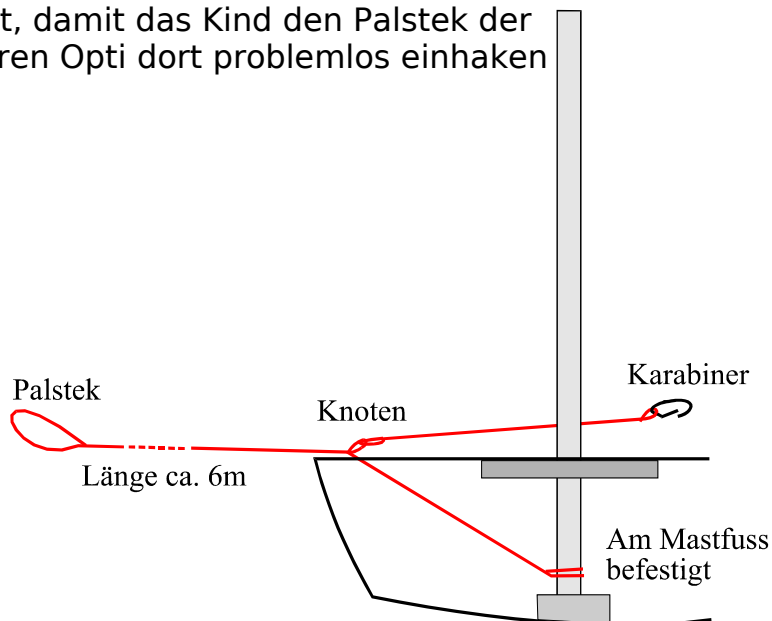 t, damit das Kind den Palstek der
ren Opti dort problemlos einhaken
Karabiner
Palstek
Knoten
Länge ca. 6m
Am Mastfuss
befestigt